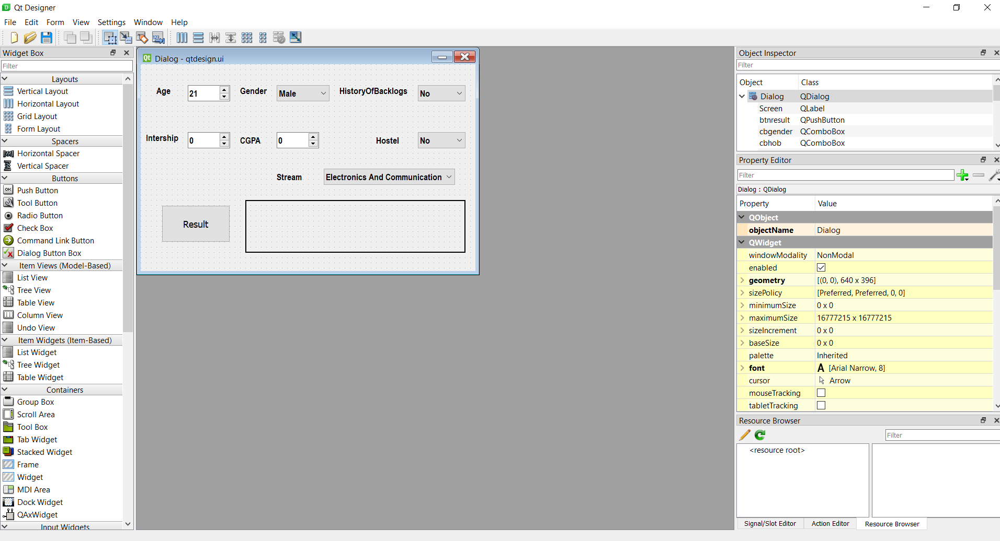 Qt Designer
File Edit Form View Settings Window Help
Widget Box
Filter
Layouts
Vertical Layout
Horizontal Layout
Grid Layout
Form Layout
Spacers
Horizontal Spacer
Vertical Spacer
Buttons
Push Button
Tool Button
Radio Button
Check Box
Command Link Button
Dialog Button Box
Item Views (Model-Based)
List View
Tree View
Table View
Column View
Undo View
Item Widgets (Item-Based)
List Widget
Tree Widget
Table Widget
Containers
Group Box
Scroll Area
Tool Box
Tab Widget
Stacked Widget
Frame
Widget
MDI Area
Dock Widget
QAxWidget
Input Widgets
Qt Dialog - qtdesign.ui
Age 21 Gender Male HistoryOfBacklogs No
Intership 0 CGPA 0 Hostel No
Stream Electronics And Communication
Result
Object Inspector
Filter
Object Class
Dialog QDialog
Screen QLabel
btnresult QPushButton
cbgender QComboBox
cbhob QComboBox
Property Editor
Filter
Dialog : QDialog
Property Value
QObject
objectName Dialog
QWidget
windowModality NonModal
enabled
geometry [(0, 0), 640 x 396]
sizePolicy [Preferred, Preferred, 0, 0]
minimumSize 0 x 0
maximumSize 16777215 x 16777215
sizeIncrement 0 x 0
baseSize 0 x 0
palette Inherited
font A [Arial Narrow, 8]
cursor Arrow
mouseTracking
tabletTracking
Resource Browser
Filter
<resource root>
Signal/Slot Editor Action Editor Resource Browser